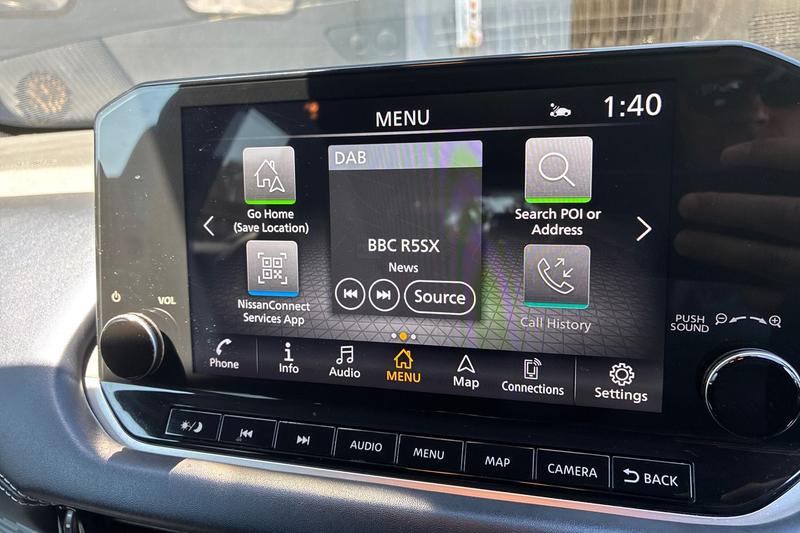 MENU
1:40
DAB
Go Home
(Save Location)
BBC R5SX
News
Source
Search POI or
Address
NissanConnect
Services App
Call History
VOL
PUSH
SOUND
Phone
Info
Audio
MENU
Map
Connections
Settings
AUDIO
MENU
MAP
CAMERA
BACK